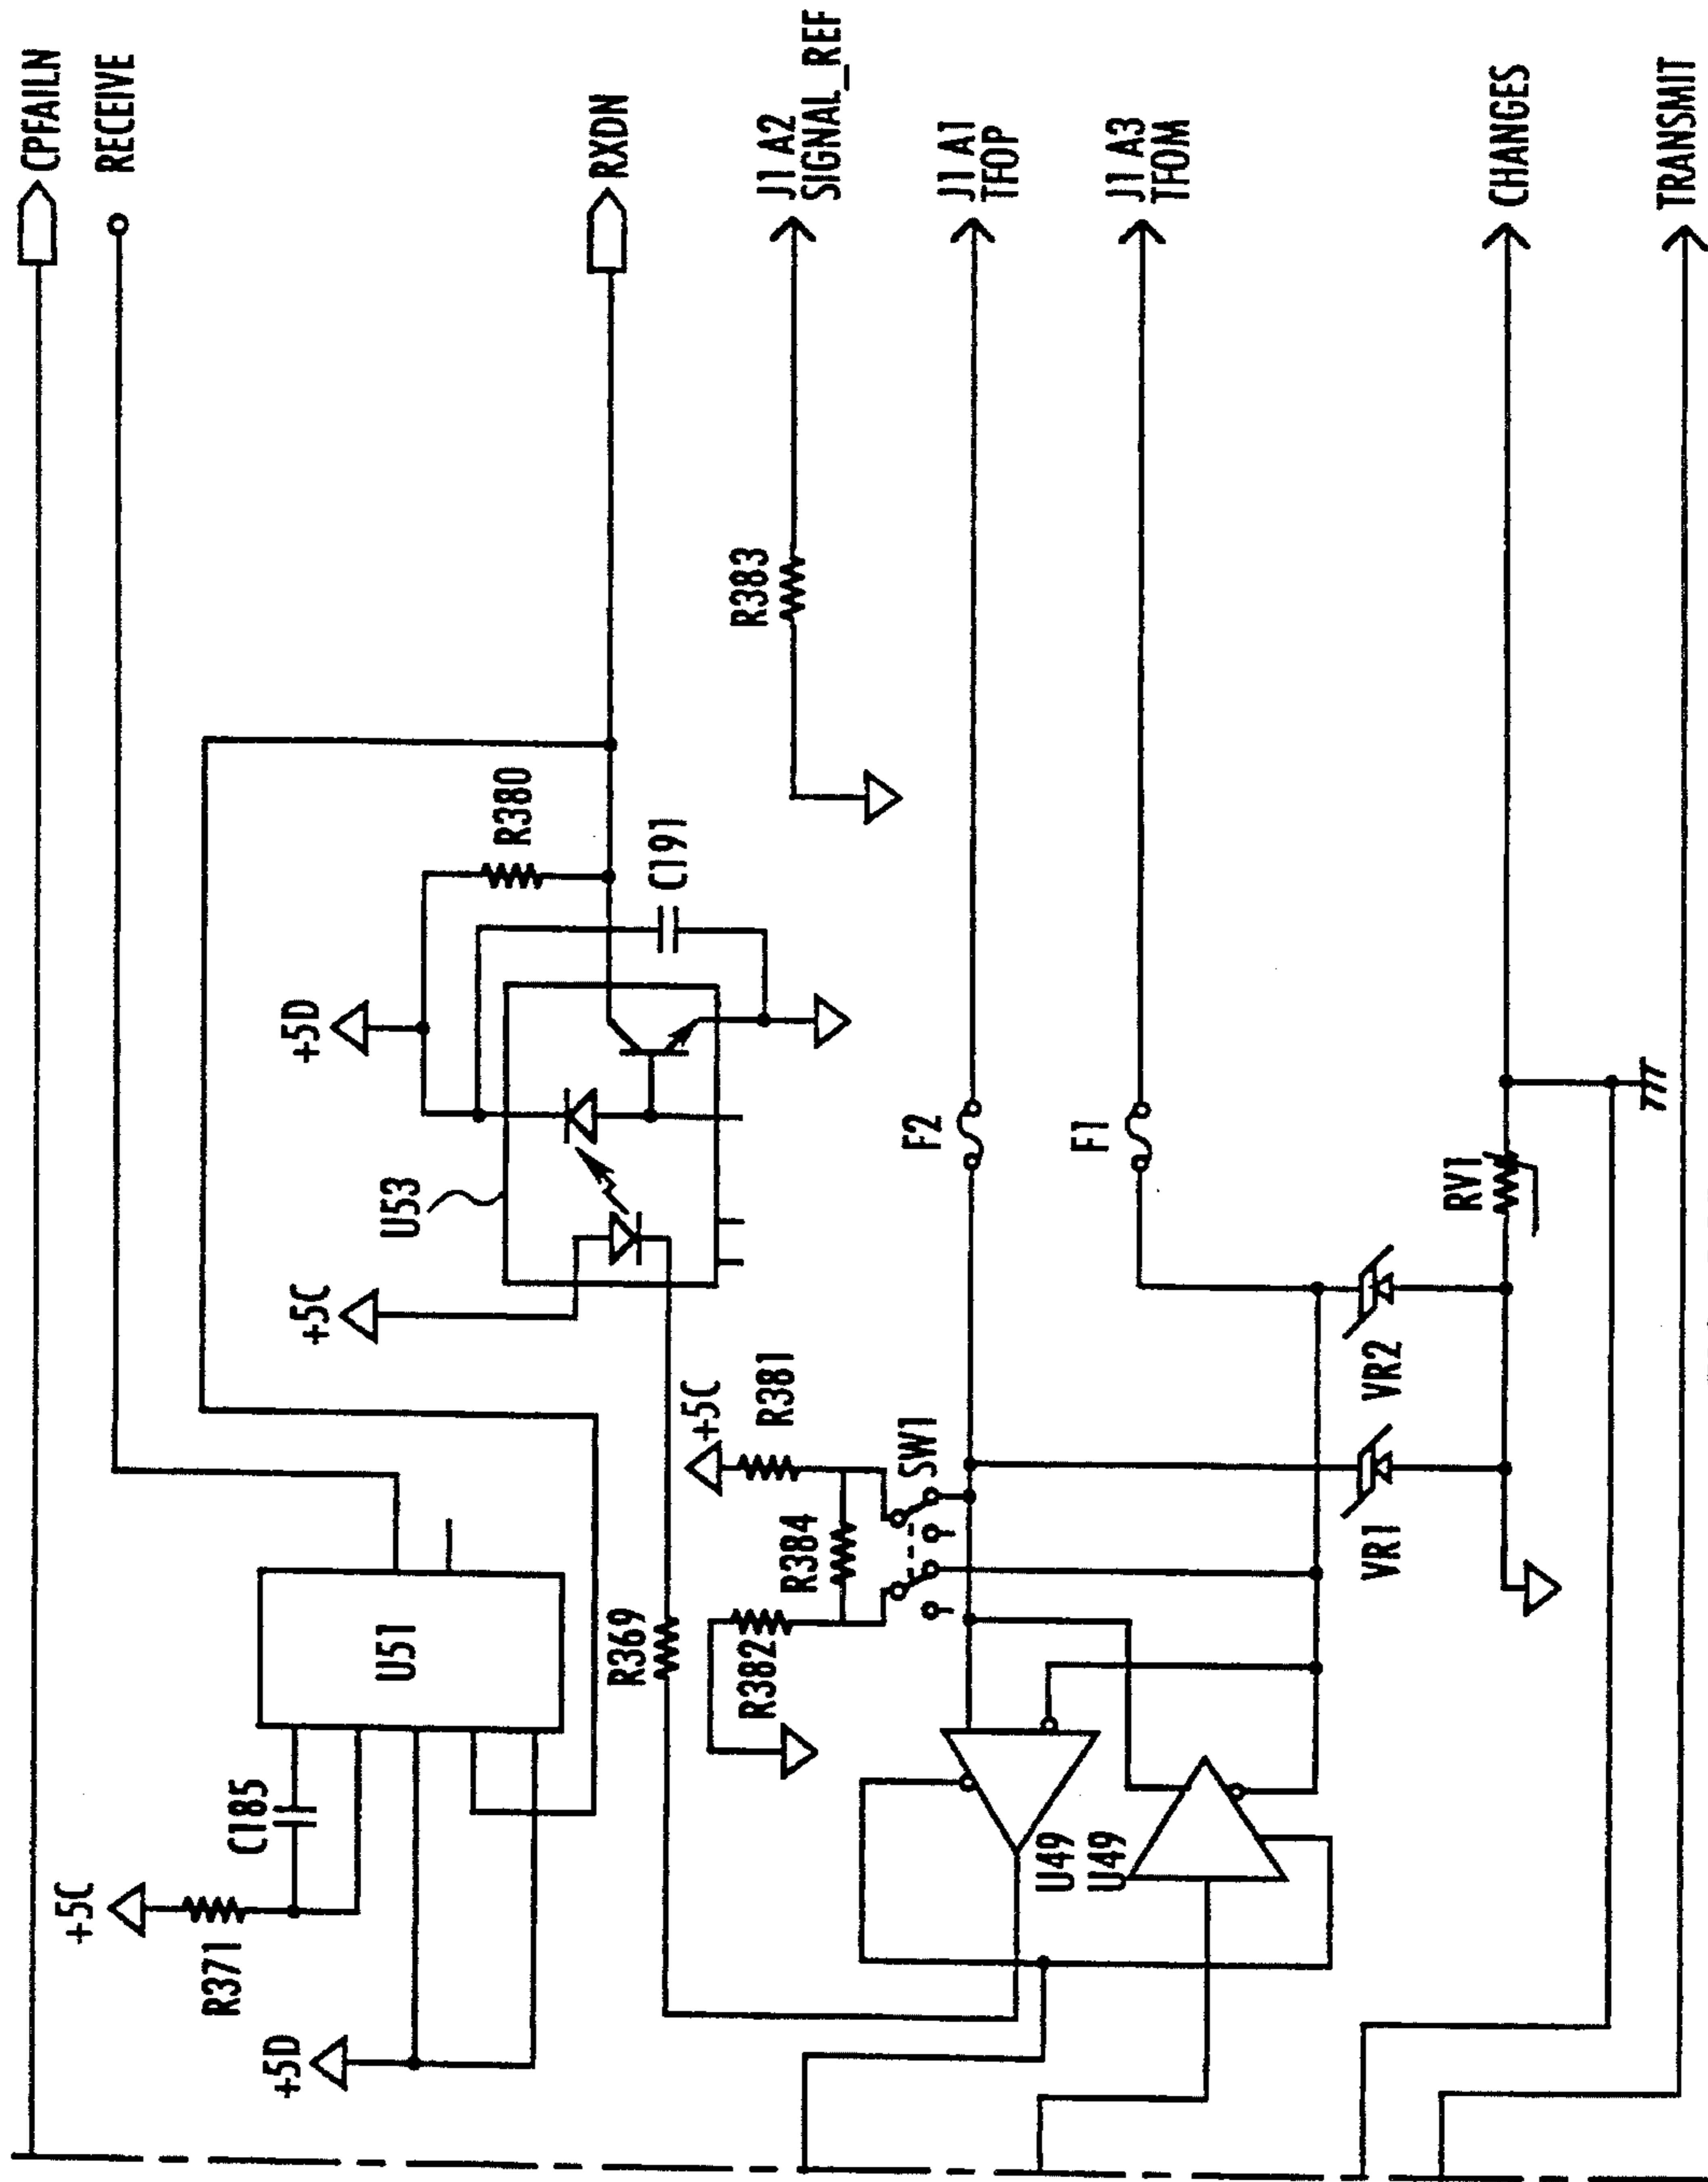 CPFAILN
RECEIVE
+5C
R371
C185
U51
+5D
+5D
R380
C191
U53
+5C
RXDN
R369
J1 A2
SIGNAL_REF
R383
+5C
R381
R384
R382
SW1
J1 A1
TFOP
F2
J1 A3
TFOM
F1
U49
U49
VR1
VR2
RV1
CHANGES
TRANSMIT